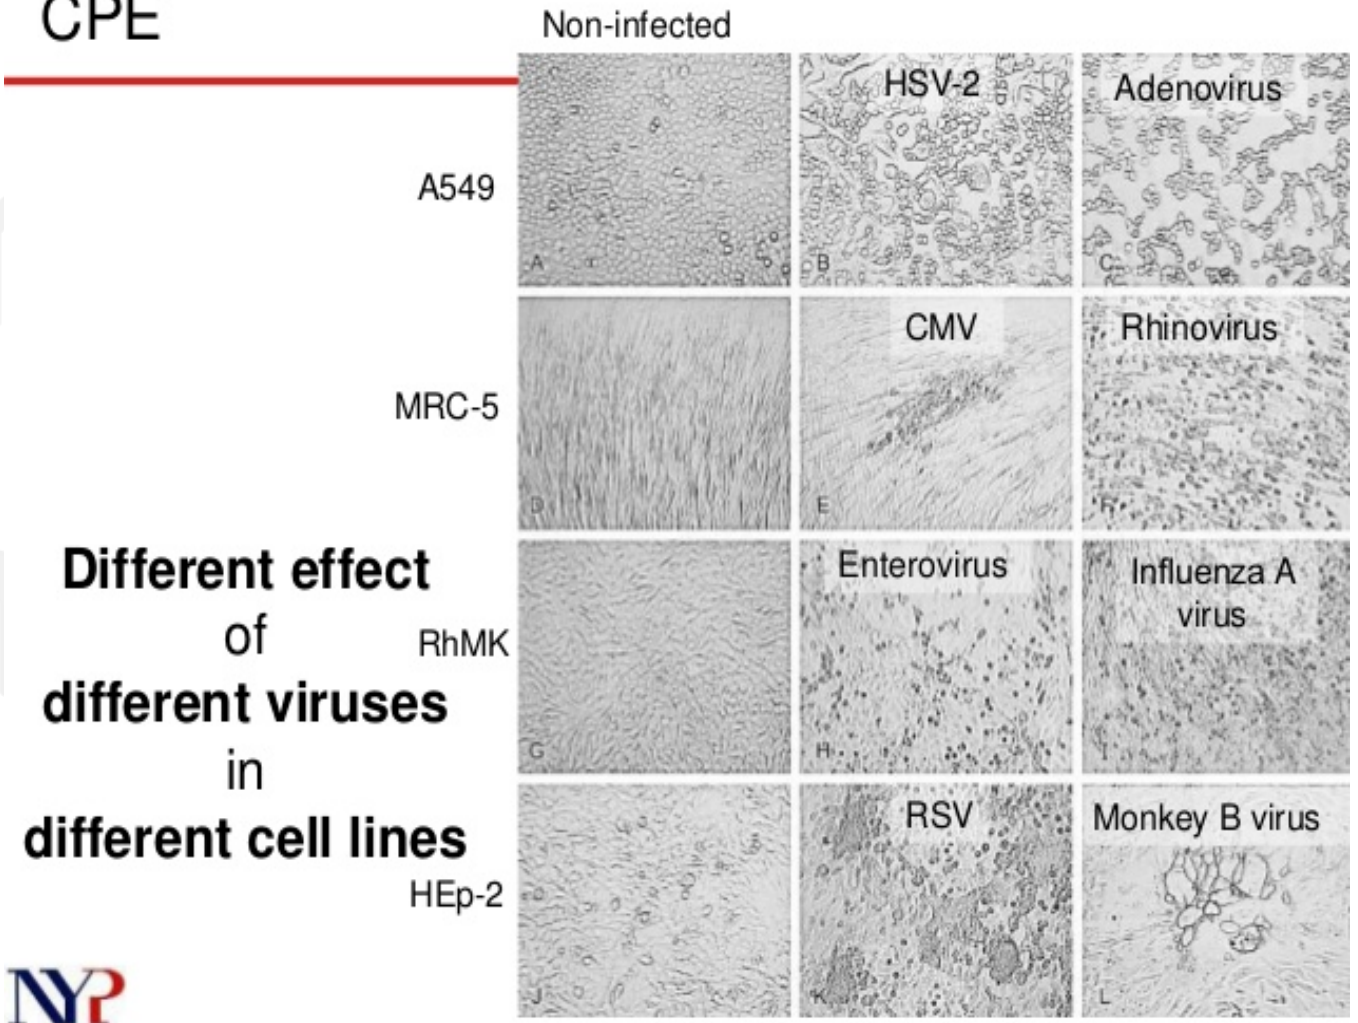 CPE
Non-infected
A549
HSV-2
Adenovirus
A
B
C
MRC-5
CMV
Rhinovirus
D
E
F
Different effect
of
different viruses
in
different cell lines
RhMK
Enterovirus
Influenza A
virus
G
H
I
HEp-2
RSV
Monkey B virus
J
K
L
NYP